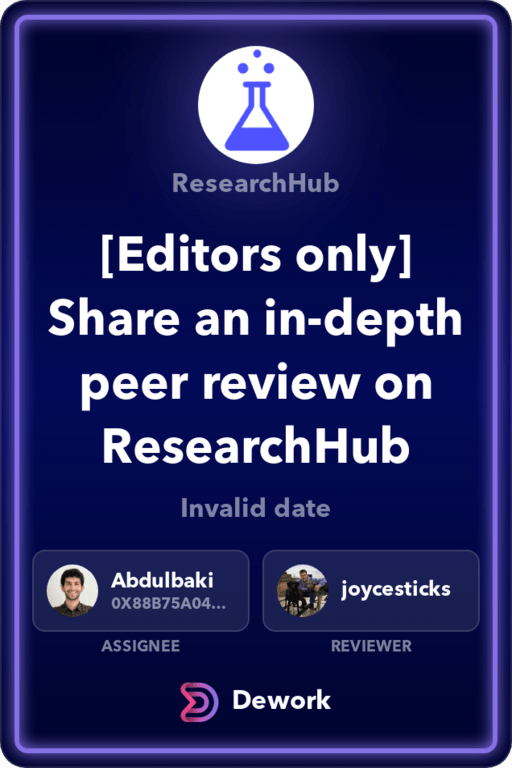 ResearchHub
[Editors only]
Share an in-depth
peer review on
ResearchHub
Invalid date
Abdulbaki
0X88B75A04...
joycesticks
ASSIGNEE
REVIEWER
Dework